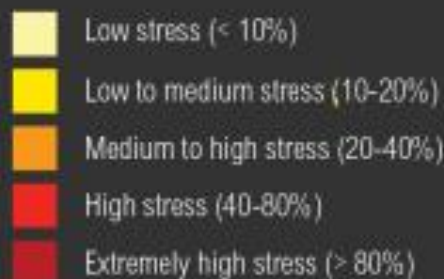 Low stress (< 10%)
Low to medium stress (10-20%)
Medium to high stress (20-40%)
High stress (40-80%)
Extremely high stress (> 80%)